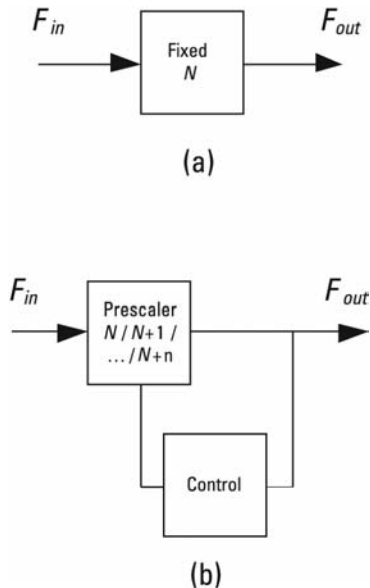 F_in
F_out
Fixed
N
(a)
F_in
F_out
Prescaler
N / N+1 /
... / N+n
Control
(b)